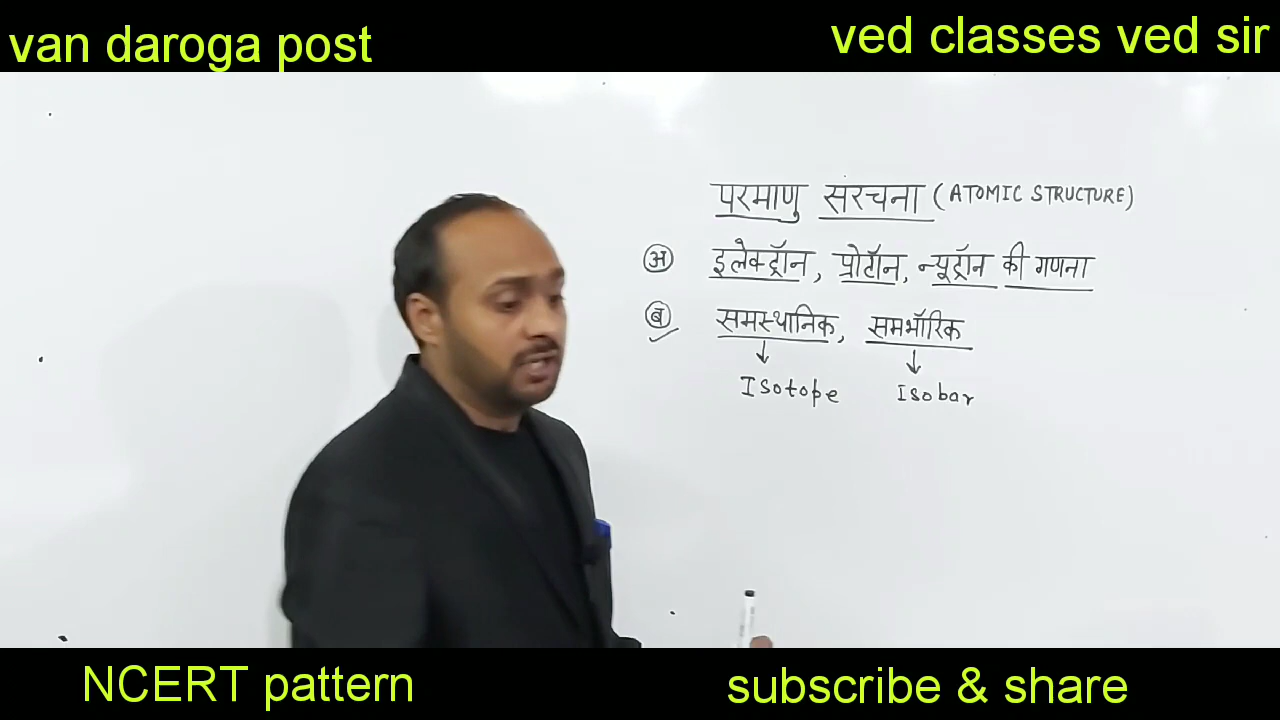 van daroga post
ved classes ved sir
परमाणु सरचना (ATOMIC STRUCTURE)
अ इलेक्ट्रॉन, प्रोटॉन, न्यूट्रॉन की गणना
ब समस्थानिक, समभॉरिक
Isotope Isobar
NCERT pattern
subscribe & share